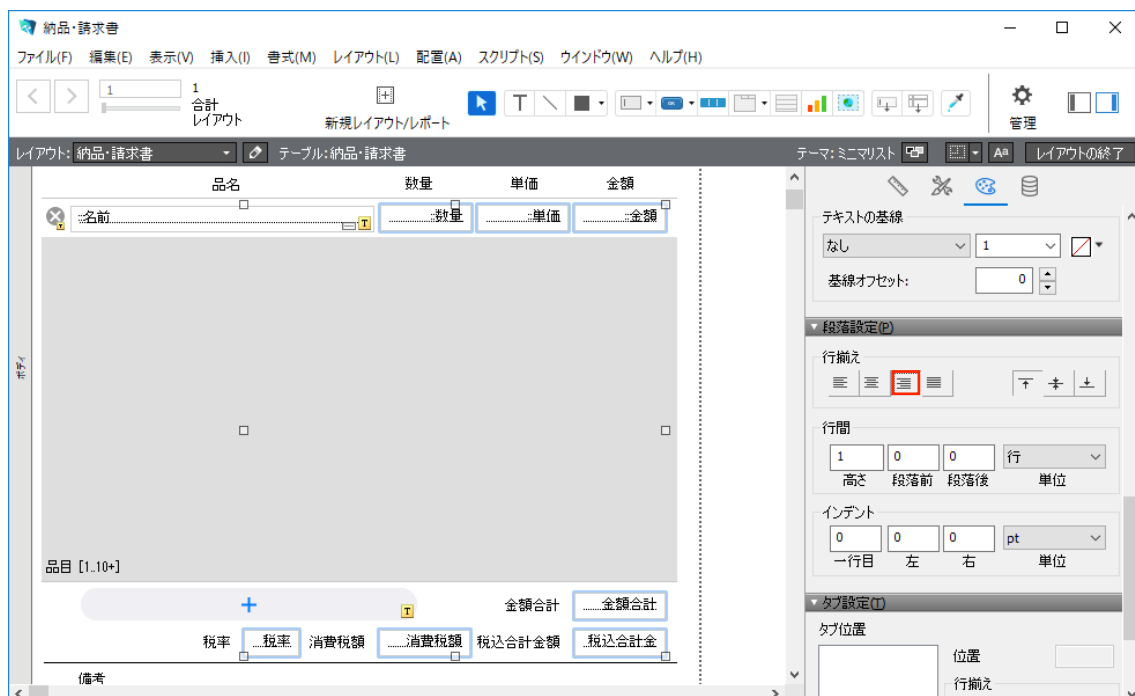 納品・請求書
ファイル(F) 編集(E) 表示(V) 挿入(I) 書式(M) レイアウト(L) 配置(A) スクリプト(S) ウインドウ(W) ヘルプ(H)
1
1
合計
レイアウト
新規レイアウト/レポート
T
管理
レイアウト: 納品・請求書 テーブル:納品・請求書 テーマ:ミニマリスト Aa レイアウトの終了
品名 数量 単価 金額
::名前 T ::数量 ::単価 ::金額
ボディ
品目 [1..10+]
+ T 金額合計 金額合計
税率 税率 消費税額 消費税額 税込合計金額 税込合計金
備考
テキストの基線
なし 1
基線オフセット: 0
段落設定(P)
行揃え
行間
1 0 0 行
高さ 段落前 段落後 単位
インデント
0 0 0 pt
一行目 左 右 単位
タブ設定(T)
タブ位置
位置
行揃え